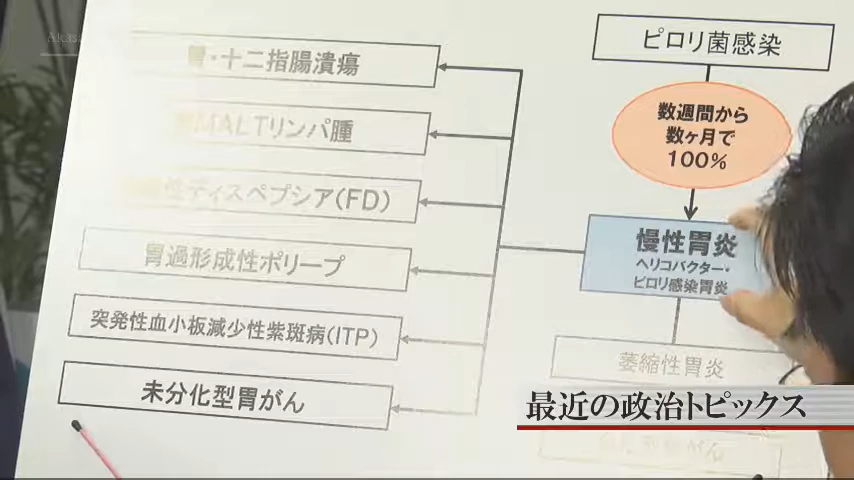 ピロリ菌感染
数週間から
数ヶ月で
100%
慢性胃炎
ヘリコバクター・
ピロリ感染胃炎
萎縮性胃炎
胃・十二指腸潰瘍
MALTリンパ腫
性ディスペプシア(FD)
胃過形成性ポリープ
突発性血小板減少性紫斑病(ITP)
未分化型胃がん
最近の政治トピックス